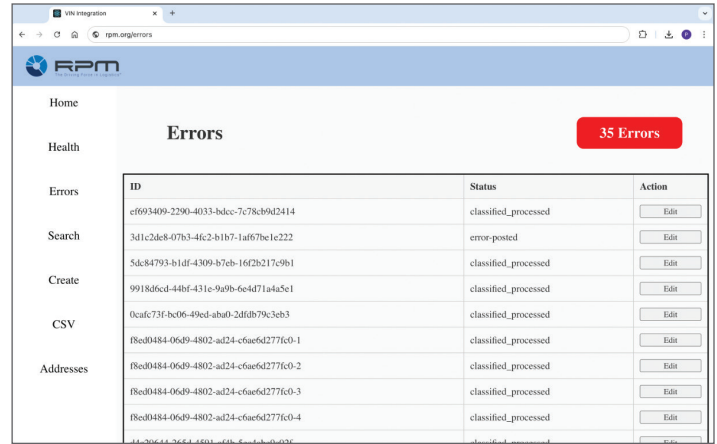 VIN Integration
rpm.org/errors
P
RPM
The Driving Force in Logistics
Home
Health
Errors
Search
Create
CSV
Addresses
Errors
35 Errors
ID Status Action
ef693409-2290-4033-bdcc-7c78cb9d2414 classified_processed Edit
3d1c2de8-07b3-4fc2-b1b7-1af67be1e222 error-posted Edit
5dc84793-b1df-4309-b7eb-16f2b217c9b1 classified_processed Edit
9918d6cd-44bf-431e-9a9b-6e4d71a4a5e1 classified_processed Edit
0cafc73f-bc06-49ed-aba0-2dfdb79c3eb3 classified_processed Edit
f8ed0484-06d9-4802-ad24-c6ae6d277fc0-1 classified_processed Edit
f8ed0484-06d9-4802-ad24-c6ae6d277fc0-2 classified_processed Edit
f8ed0484-06d9-4802-ad24-c6ae6d277fc0-3 classified_processed Edit
f8ed0484-06d9-4802-ad24-c6ae6d277fc0-4 classified_processed Edit
classified_processed Edit